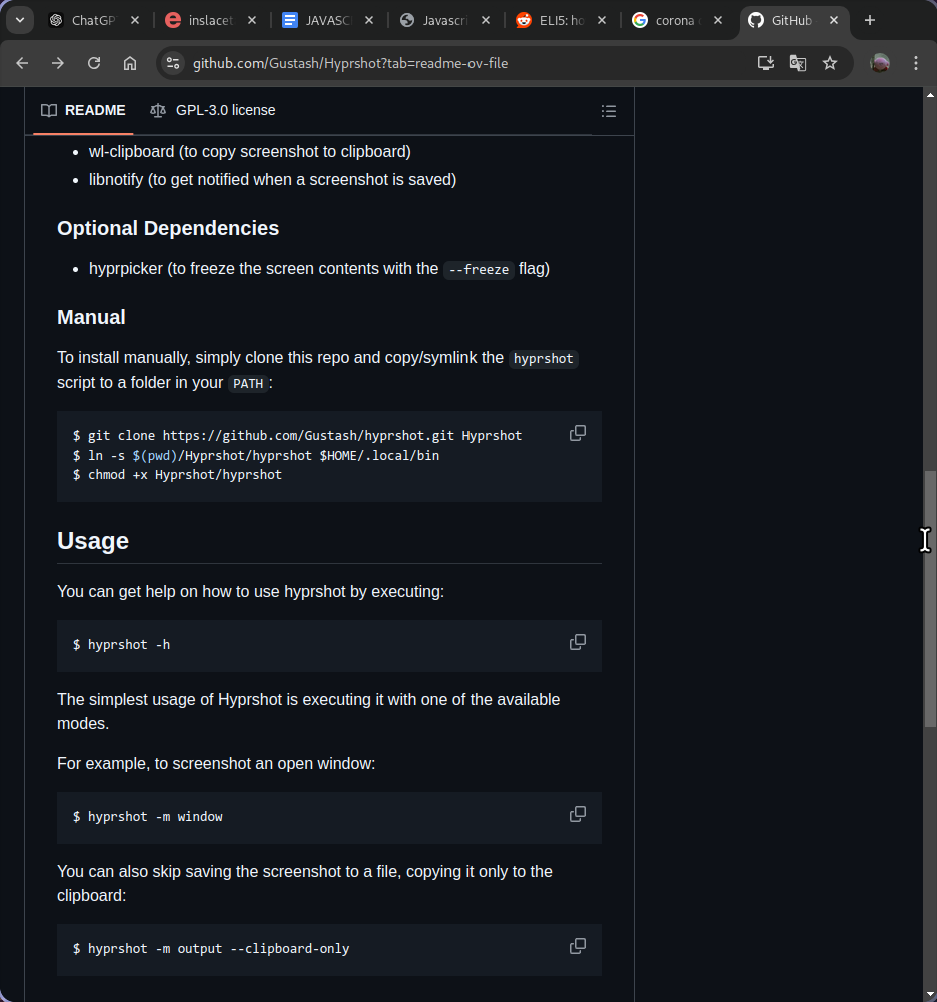 ChatGP
inslacet
JAVASC
Javascri
ELI5: ho
corona
GitHub
github.com/Gustash/Hyprshot?tab=readme-ov-file
README
GPL-3.0 license
wl-clipboard (to copy screenshot to clipboard)
libnotify (to get notified when a screenshot is saved)
Optional Dependencies
hyprpicker (to freeze the screen contents with the --freeze flag)
Manual
To install manually, simply clone this repo and copy/symlink the hyprshot
script to a folder in your PATH:
$ git clone https://github.com/Gustash/hyprshot.git Hyprshot
$ ln -s $(pwd)/Hyprshot/hyprshot $HOME/.local/bin
$ chmod +x Hyprshot/hyprshot
Usage
You can get help on how to use hyprshot by executing:
$ hyprshot -h
The simplest usage of Hyprshot is executing it with one of the available
modes.
For example, to screenshot an open window:
$ hyprshot -m window
You can also skip saving the screenshot to a file, copying it only to the
clipboard:
$ hyprshot -m output --clipboard-only